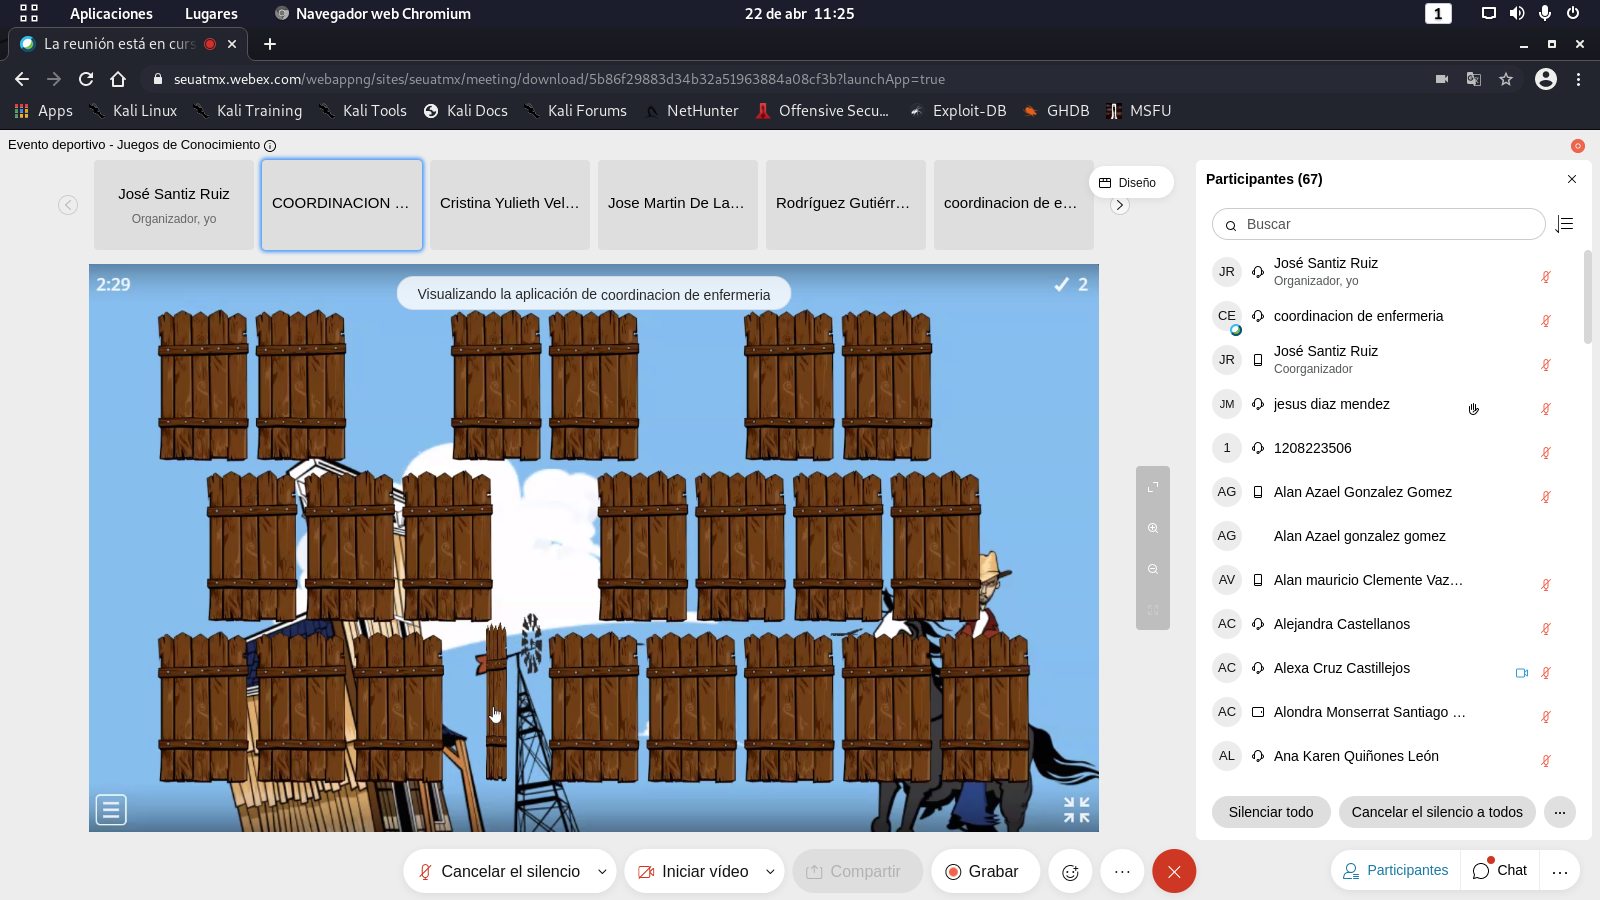 Aplicaciones Lugares Navegador web Chromium 22 de abr 11:25 1
La reunión está en curs
seuatmx.webex.com/webappng/sites/seuatmx/meeting/download/5b86f29883d34b32a51963884a08cf3b?launchApp=true
Apps Kali Linux Kali Training Kali Tools Kali Docs Kali Forums NetHunter Offensive Secu... Exploit-DB GHDB MSFU
Evento deportivo - Juegos de Conocimiento
José Santiz Ruiz
Organizador, yo
COORDINACION ...
Cristina Yulieth Vel...
Jose Martin De La...
Rodríguez Gutiérr...
coordinacion de e...
Diseño
2:29
Visualizando la aplicación de coordinacion de enfermeria
2
Participantes (67)
Buscar
JR José Santiz Ruiz
Organizador, yo
CE coordinacion de enfermeria
JR José Santiz Ruiz
Coorganizador
JM jesus diaz mendez
1 1208223506
AG Alan Azael Gonzalez Gomez
AG Alan Azael gonzalez gomez
AV Alan mauricio Clemente Vaz...
AC Alejandra Castellanos
AC Alexa Cruz Castillejos
AC Alondra Monserrat Santiago ...
AL Ana Karen Quiñones León
Silenciar todo Cancelar el silencio a todos ...
Cancelar el silencio Iniciar vídeo Compartir Grabar ... Participantes Chat ...